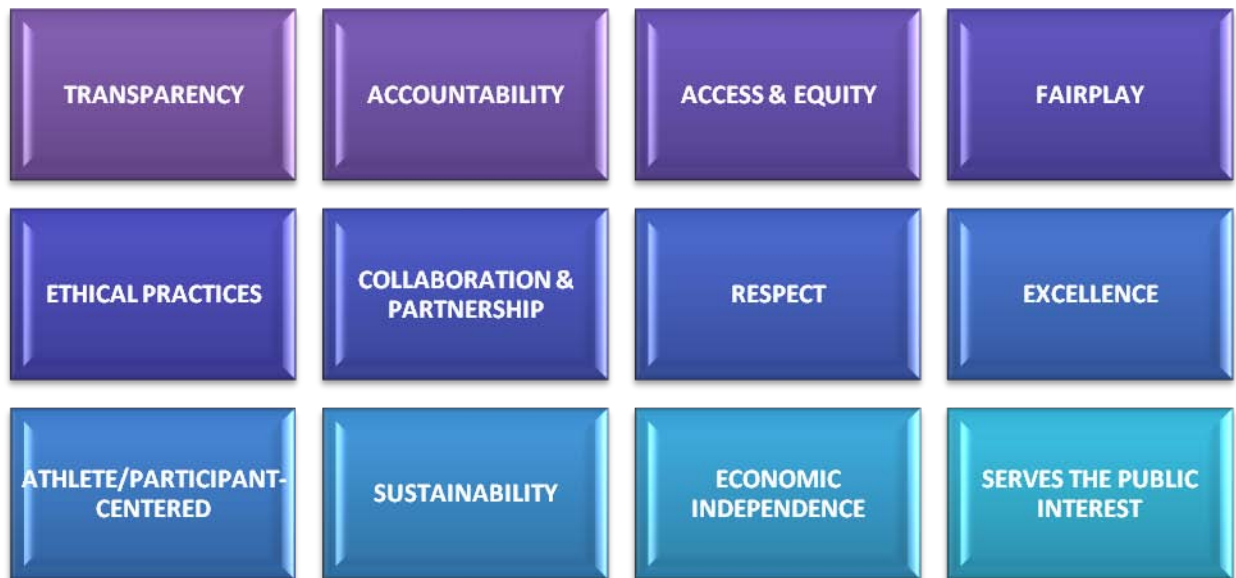 TRANSPARENCY
ACCOUNTABILITY
ACCESS & EQUITY
FAIRPLAY
ETHICAL PRACTICES
COLLABORATION &
PARTNERSHIP
RESPECT
EXCELLENCE
ATHLETE/PARTICIPANT-
CENTERED
SUSTAINABILITY
ECONOMIC
INDEPENDENCE
SERVES THE PUBLIC
INTEREST